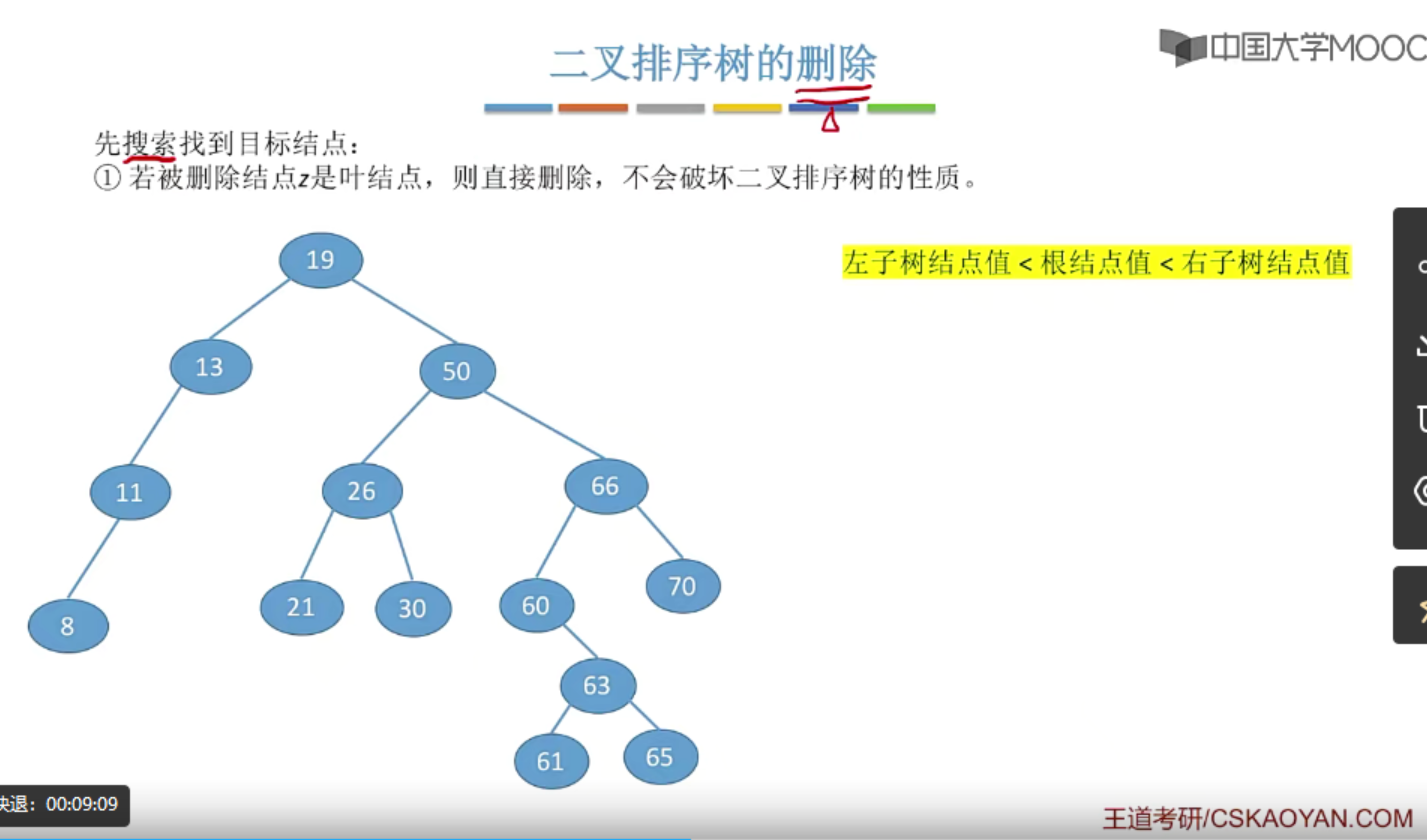 中国大学MOOC
二叉排序树的删除
先搜索找到目标结点：
① 若被删除结点z是叶结点，则直接删除，不会破坏二叉排序树的性质。
左子树结点值 < 根结点值 < 右子树结点值
19
13
50
11
26
66
8
21
30
60
70
63
61
65
快退：00:09:09
王道考研/CSKAOYAN.COM